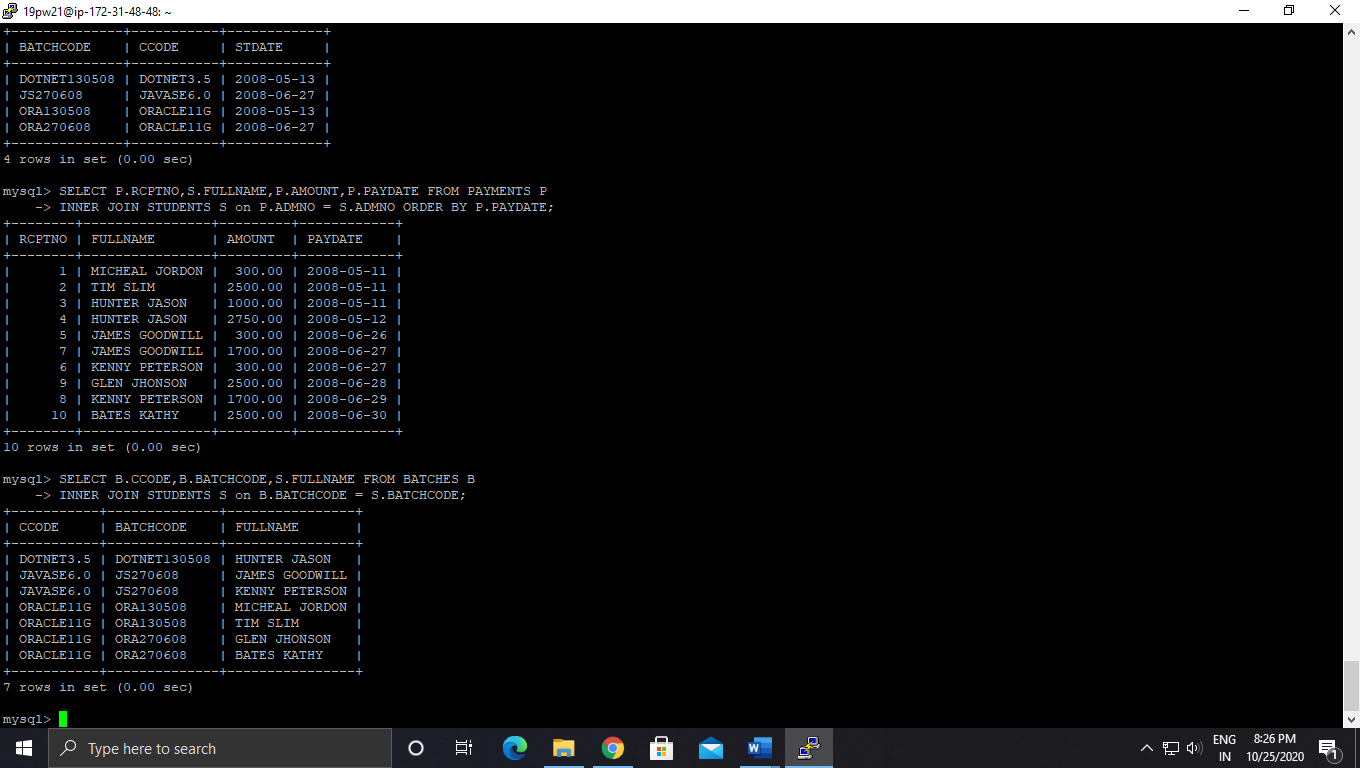 19pw21@ip-172-31-48-48: ~
+--------------+-----------+------------+
| BATCHCODE    | CCODE     | STDATE     |
+--------------+-----------+------------+
| DOTNET130508 | DOTNET3.5 | 2008-05-13 |
| JS270608     | JAVASE6.0 | 2008-06-27 |
| ORA130508    | ORACLE11G | 2008-05-13 |
| ORA270608    | ORACLE11G | 2008-06-27 |
+--------------+-----------+------------+
4 rows in set (0.00 sec)
mysql> SELECT P.RCPTNO,S.FULLNAME,P.AMOUNT,P.PAYDATE FROM PAYMENTS P
    -> INNER JOIN STUDENTS S on P.ADMNO = S.ADMNO ORDER BY P.PAYDATE;
+--------+----------------+---------+------------+
| RCPTNO | FULLNAME       | AMOUNT  | PAYDATE    |
+--------+----------------+---------+------------+
|      1 | MICHEAL JORDON |  300.00 | 2008-05-11 |
|      2 | TIM SLIM       | 2500.00 | 2008-05-11 |
|      3 | HUNTER JASON   | 1000.00 | 2008-05-11 |
|      4 | HUNTER JASON   | 2750.00 | 2008-05-12 |
|      5 | JAMES GOODWILL |  300.00 | 2008-06-26 |
|      7 | JAMES GOODWILL | 1700.00 | 2008-06-27 |
|      6 | KENNY PETERSON |  300.00 | 2008-06-27 |
|      9 | GLEN JHONSON   | 2500.00 | 2008-06-28 |
|      8 | KENNY PETERSON | 1700.00 | 2008-06-29 |
|     10 | BATES KATHY    | 2500.00 | 2008-06-30 |
+--------+----------------+---------+------------+
10 rows in set (0.00 sec)
mysql> SELECT B.CCODE,B.BATCHCODE,S.FULLNAME FROM BATCHES B
    -> INNER JOIN STUDENTS S on B.BATCHCODE = S.BATCHCODE;
+-----------+--------------+----------------+
| CCODE     | BATCHCODE    | FULLNAME       |
+-----------+--------------+----------------+
| DOTNET3.5 | DOTNET130508 | HUNTER JASON   |
| JAVASE6.0 | JS270608     | JAMES GOODWILL |
| JAVASE6.0 | JS270608     | KENNY PETERSON |
| ORACLE11G | ORA130508    | MICHEAL JORDON |
| ORACLE11G | ORA130508    | TIM SLIM       |
| ORACLE11G | ORA270608    | GLEN JHONSON   |
| ORACLE11G | ORA270608    | BATES KATHY    |
+-----------+--------------+----------------+
7 rows in set (0.00 sec)
mysql>
Type here to search
W
ENG
IN
8:26 PM
10/25/2020
1